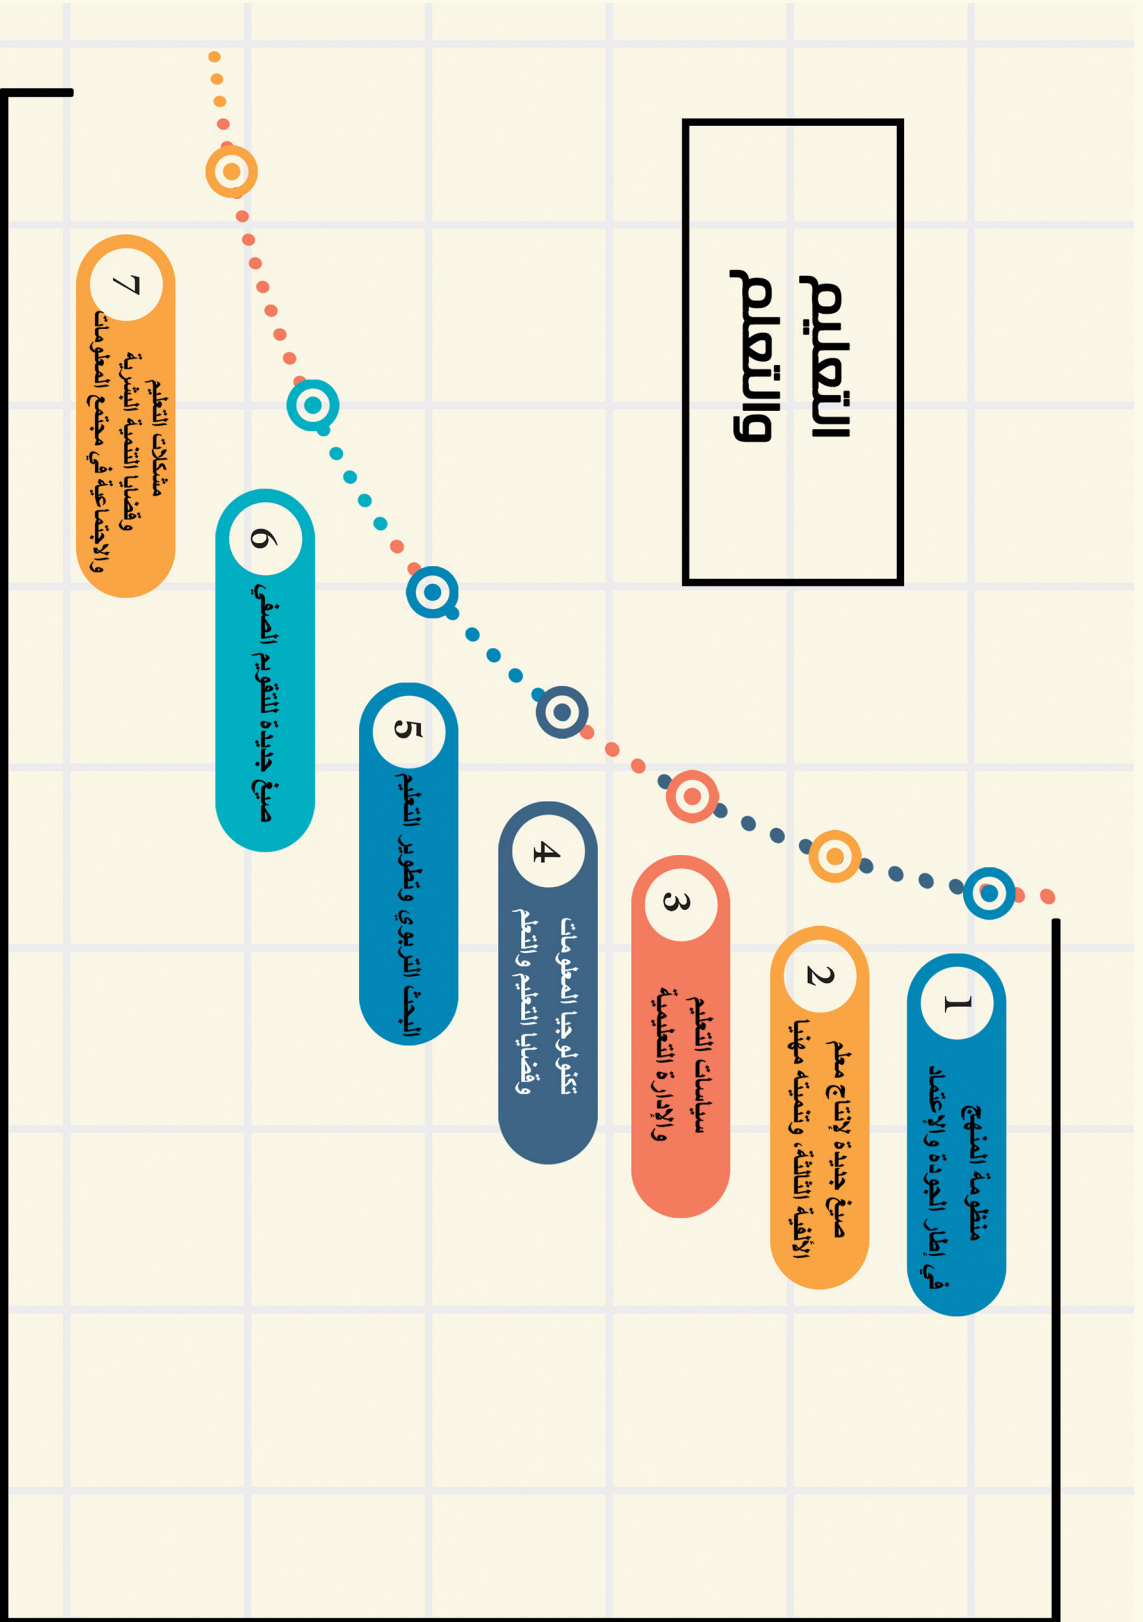 التعليم
والتعلم
1
منظومة المنهج
في إطار الجودة والإعتماد
2
صيغ جديدة لإنتاج معلم
الألفية الثالثة، وتنميته مهنيا
3
سياسات التعليم
والإدارة التعليمية
4
تكنولوجيا المعلومات
وقضايا التعليم والتعلم
5
البحث التربوي وتطوير التعليم
6
صيغ جديدة للتقويم الصفي
7
مشكلات التعليم
وقضايا التنمية البشرية
والاجتماعية في مجتمع المعلومات